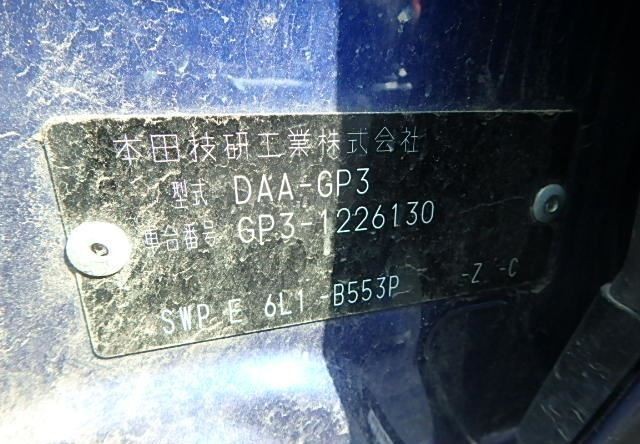 本田技研工業株式会社
型式 DAA-GP3
車台番号 GP3-1226130
SWP E 6L1 -B553P -Z -C